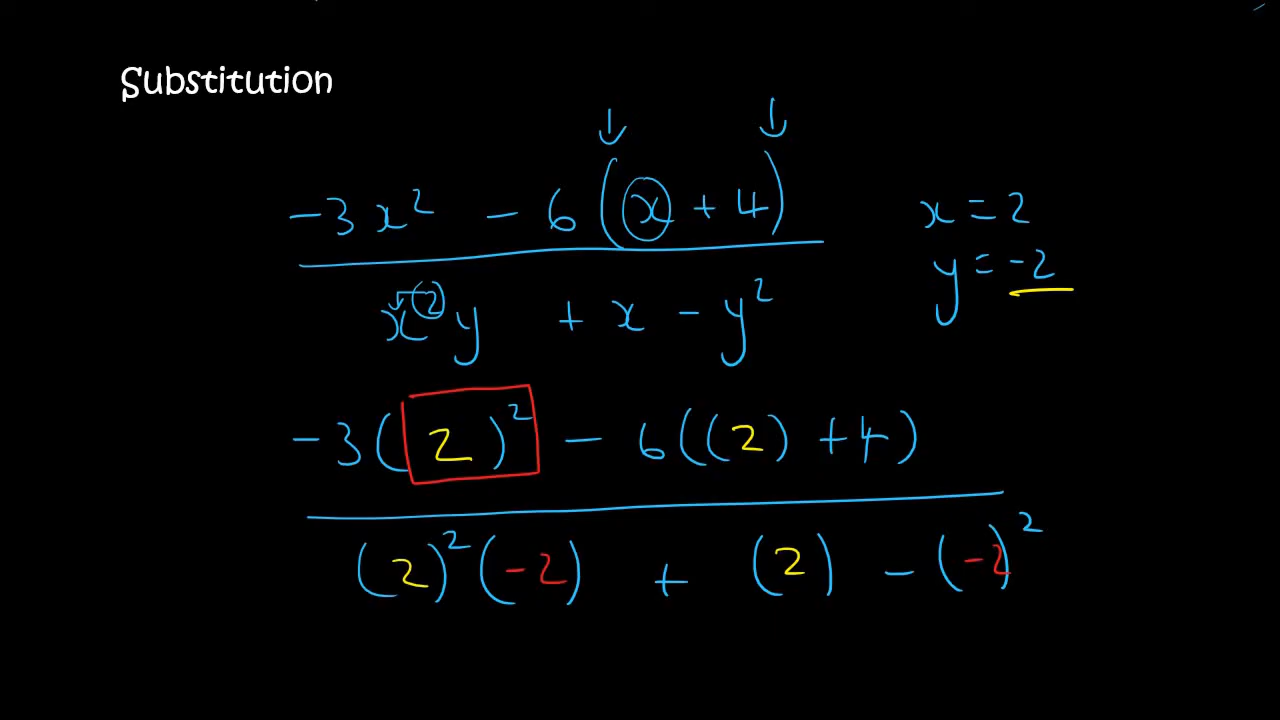 Substitution
-3x² - 6(x + 4)
x = 2
x²y + x - y²
y = -2
-3(2)² - 6((2) + 4)
(2)²(-2) + (2) - (-2)²